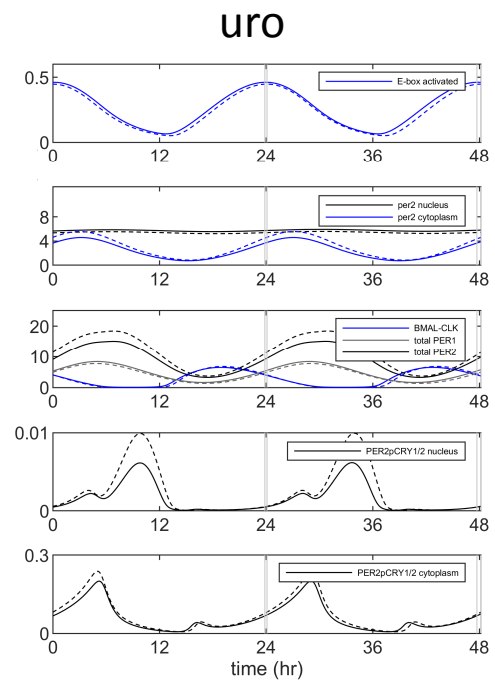 uro
0.5
0
E-box activated
0 12 24 36 48
8
4
0
per2 nucleus
per2 cytoplasm
0 12 24 36 48
20
10
0
BMAL-CLK
total PER1
total PER2
0 12 24 36 48
0.01
0
PER2pCRY1/2 nucleus
0 12 24 36 48
0.3
0
PER2pCRY1/2 cytoplasm
0 12 24 36 48
time (hr)